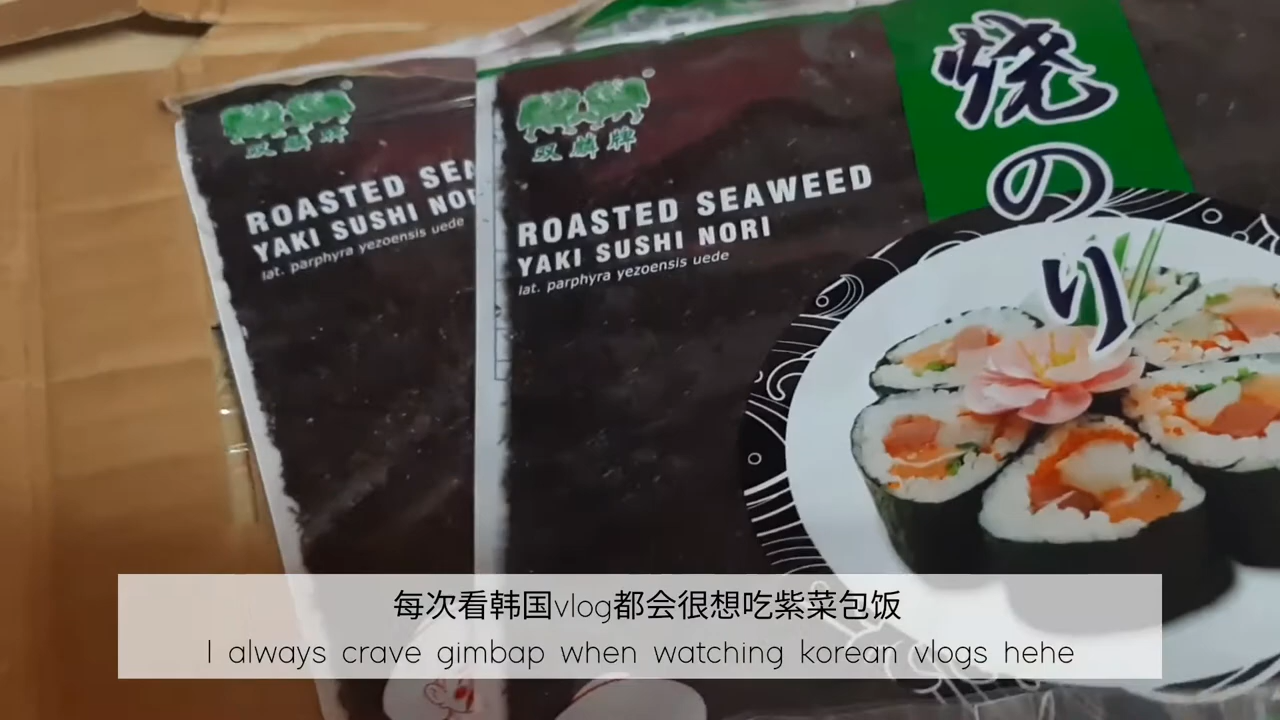 双麟牌
ROASTED SEA
YAKI SUSHI NORI
lat. parphyra yezoensis uede
双麟牌
ROASTED SEAWEED
YAKI SUSHI NORI
lat. parphyra yezoensis uede
烧のり
每次看韩国vlog都会很想吃紫菜包饭
I always crave gimbap when watching korean vlogs hehe